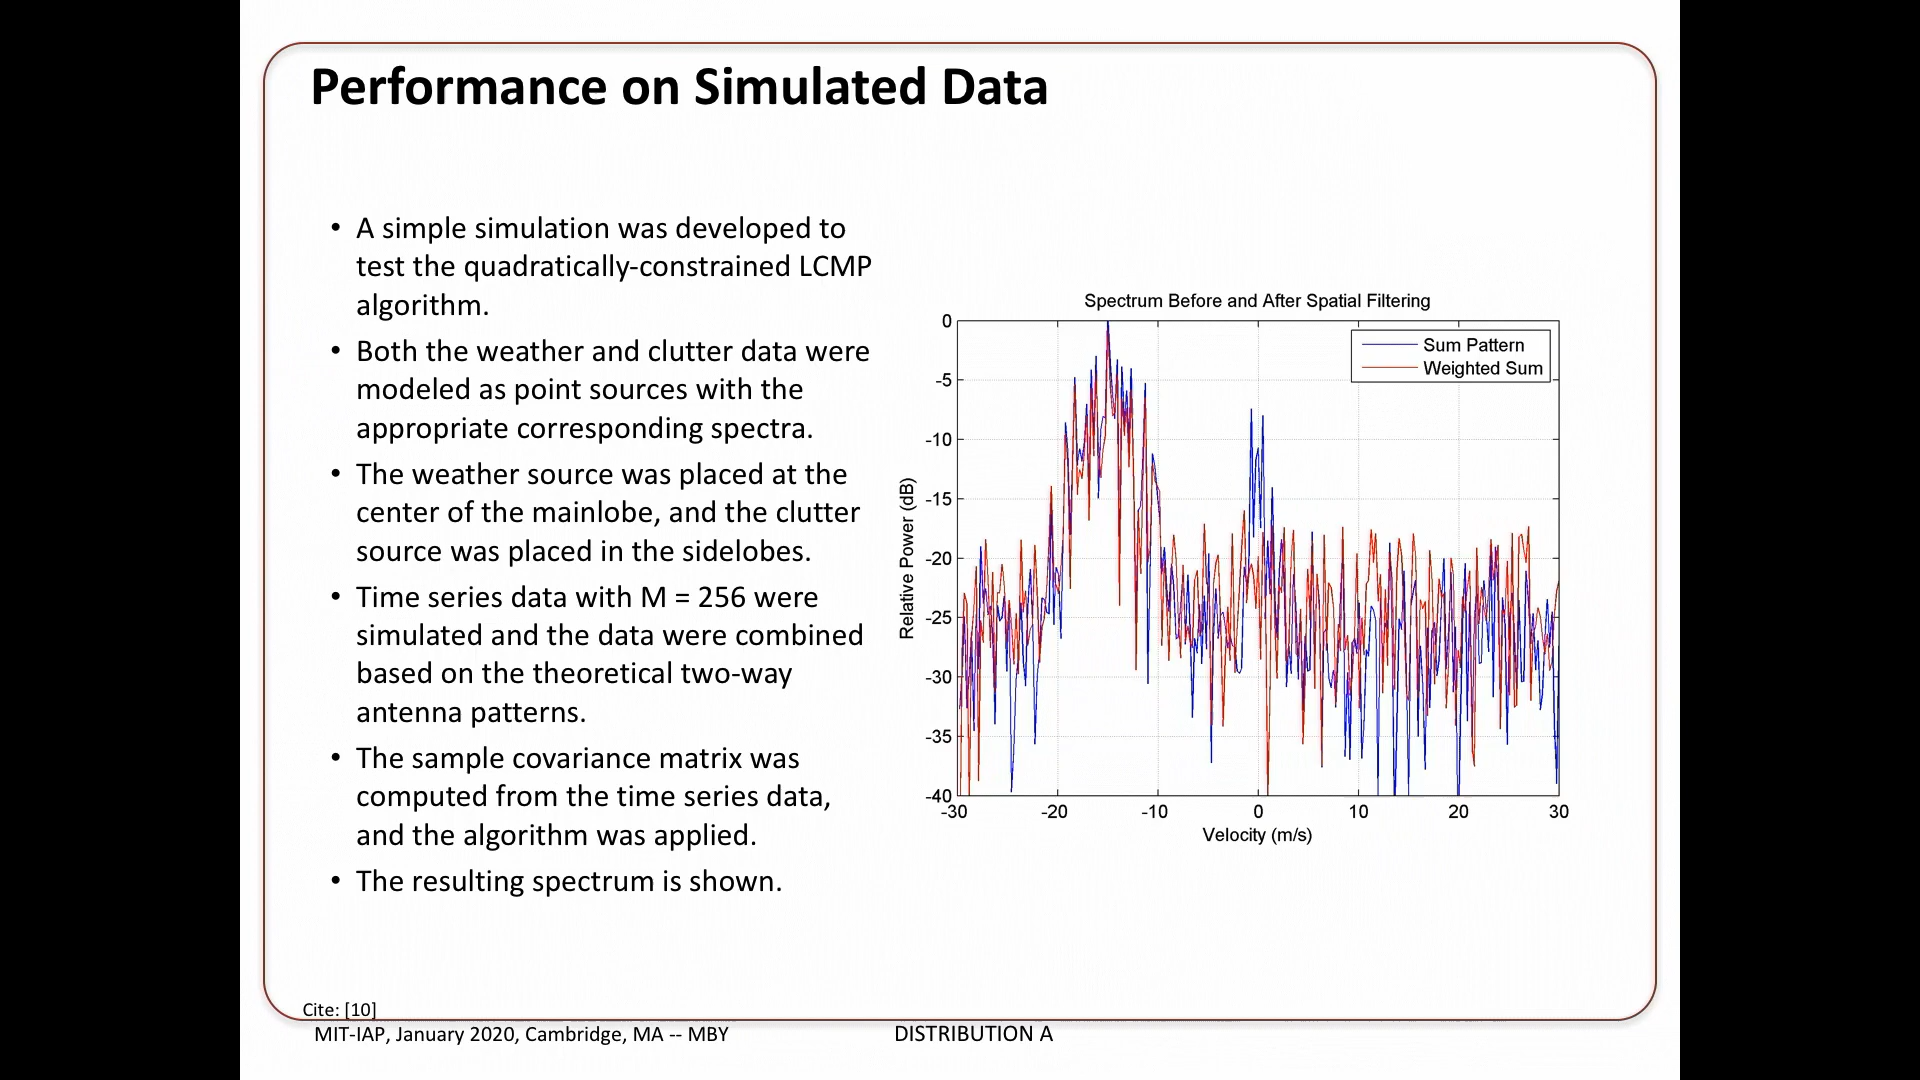 Performance on Simulated Data
• A simple simulation was developed to
test the quadratically-constrained LCMP
algorithm.
• Both the weather and clutter data were
modeled as point sources with the
appropriate corresponding spectra.
• The weather source was placed at the
center of the mainlobe, and the clutter
source was placed in the sidelobes.
• Time series data with M = 256 were
simulated and the data were combined
based on the theoretical two-way
antenna patterns.
• The sample covariance matrix was
computed from the time series data,
and the algorithm was applied.
• The resulting spectrum is shown.
Spectrum Before and After Spatial Filtering
Sum Pattern
Weighted Sum
Relative Power (dB)
0
-5
-10
-15
-20
-25
-30
-35
-40
-30 -20 -10 0 10 20 30
Velocity (m/s)
Cite: [10]
MIT-IAP, January 2020, Cambridge, MA -- MBY
DISTRIBUTION A